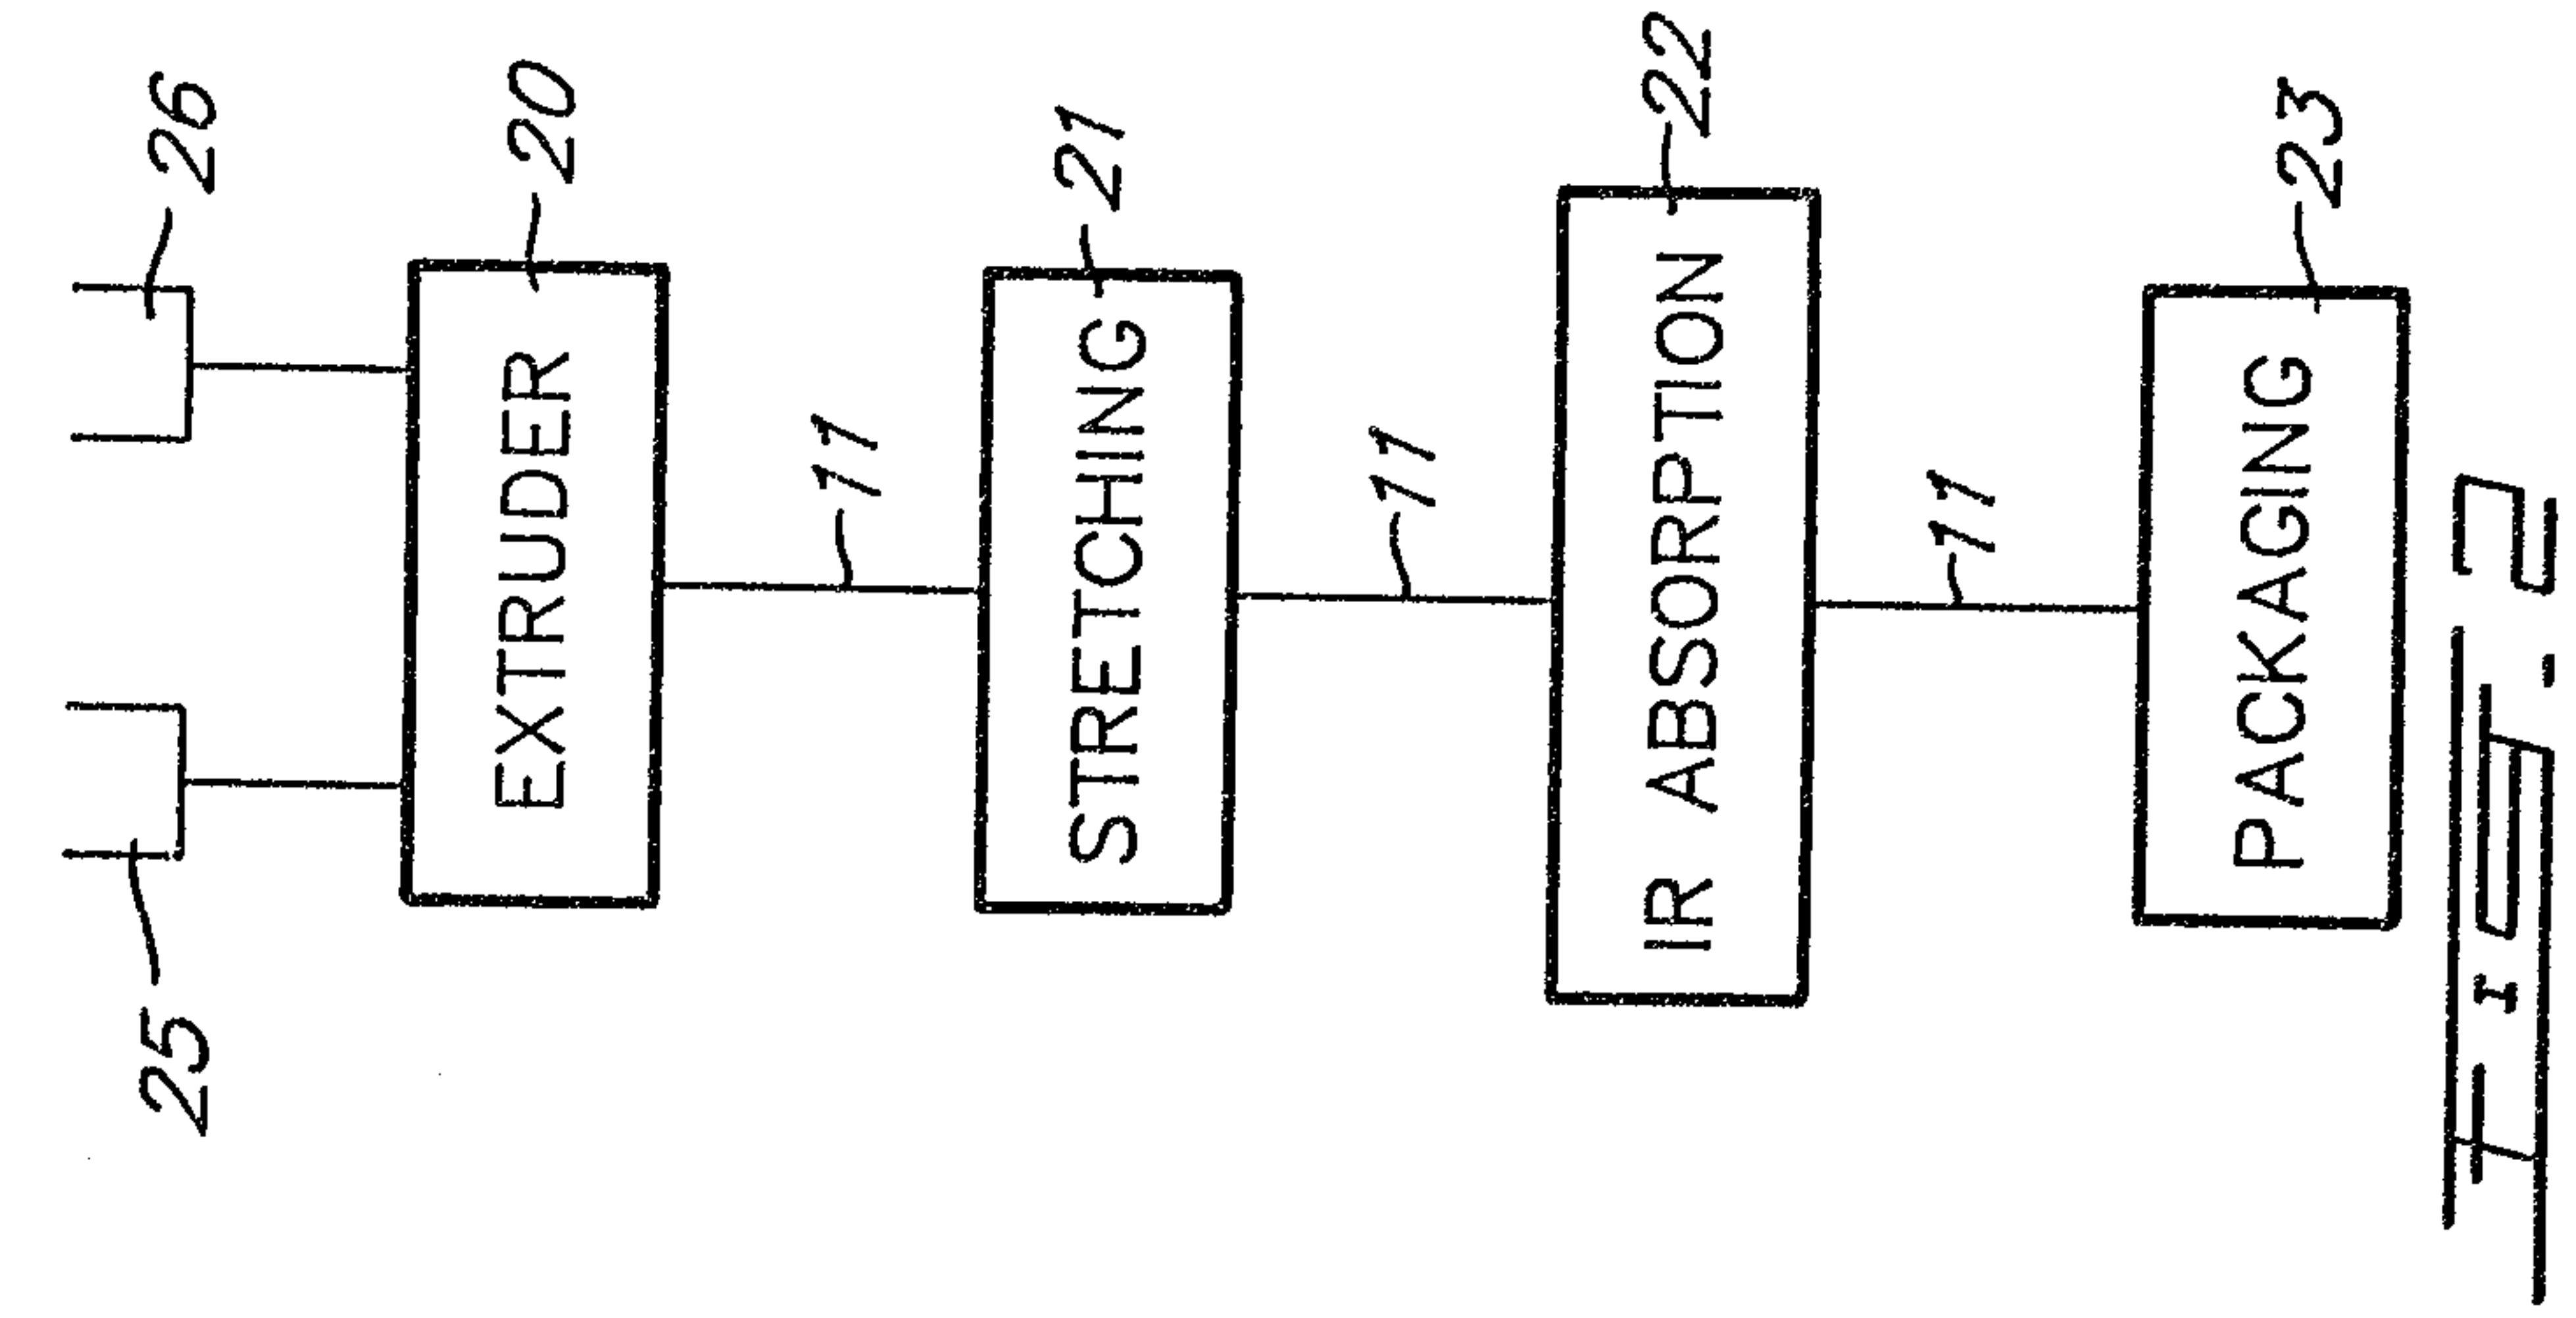 25
26
EXTRUDER
20
11
STRETCHING
21
11
IR ABSORPTION
22
11
PACKAGING
23
Fig. 2